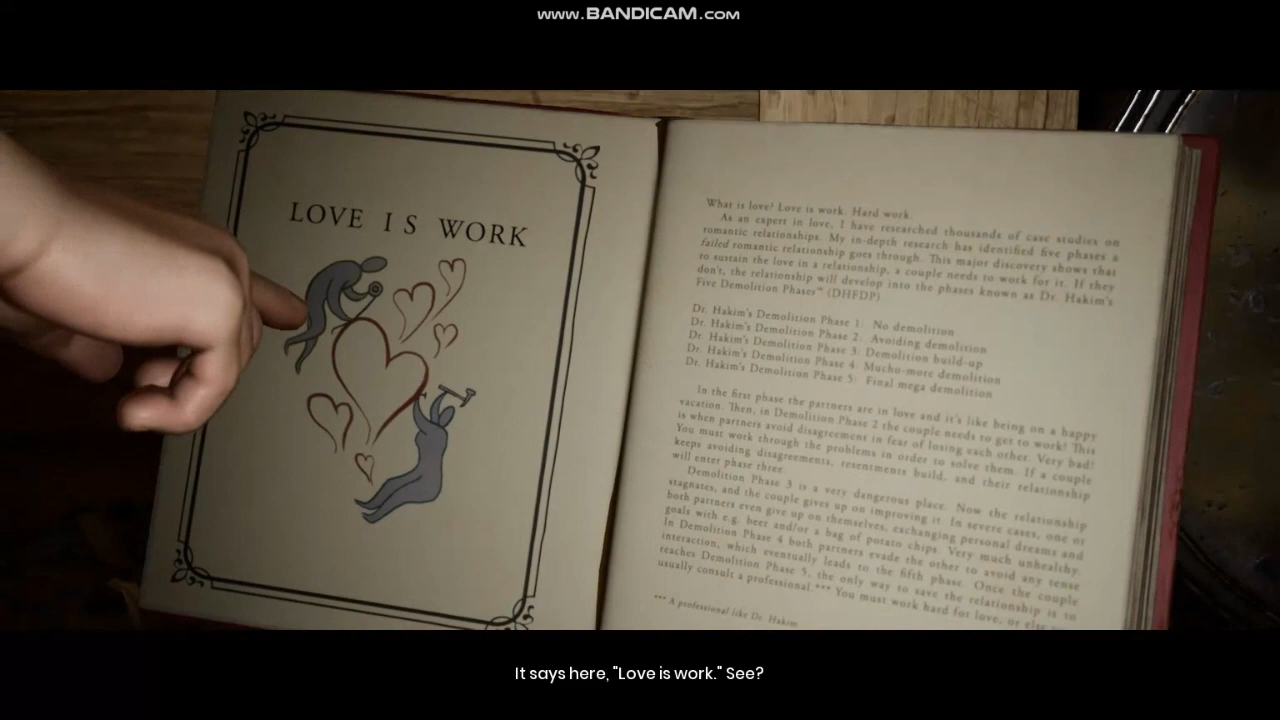 www.BANDICAM.com
LOVE IS WORK
What is love? Love is work. Hard work.
As an expert in love, I have researched thousands of case studies on
romantic relationships. My in-depth research has identified five phases a
failed romantic relationship goes through. This major discovery shows that
to sustain the love in a relationship, a couple needs to work for it. If they
don't, the relationship will develop into the phases known as Dr. Hakim's
Five Demolition Phases™ (DHFDP)
Dr. Hakim's Demolition Phase 1: No demolition
Dr. Hakim's Demolition Phase 2: Avoiding demolition
Dr. Hakim's Demolition Phase 3: Demolition build-up
Dr. Hakim's Demolition Phase 4: Mucho-more demolition
Dr. Hakim's Demolition Phase 5: Final mega demolition
In the first phase the partners are in love and it's like being on a happy
vacation. Then, in Demolition Phase 2 the couple needs to get to work! This
is when partners avoid disagreement in fear of losing each other. Very bad!
You must work through the problems in order to solve them. If a couple
keeps avoiding disagreements, resentments build, and their relationship
will enter phase three.
Demolition Phase 3 is a very dangerous place. Now the relationship
stagnates, and the couple gives up on improving it. In severe cases, one or
both partners even give up on themselves, exchanging personal dreams and
goals with e.g. beer and/or a bag of potato chips. Very much unhealthy.
In Demolition Phase 4 both partners evade the other to avoid any tense
interaction, which eventually leads to the fifth phase. Once the couple
reaches Demolition Phase 5, the only way to save the relationship is to
usually consult a professional.*** You must work hard for love, or else
*** A professional like Dr. Hakim
It says here, "Love is work." See?